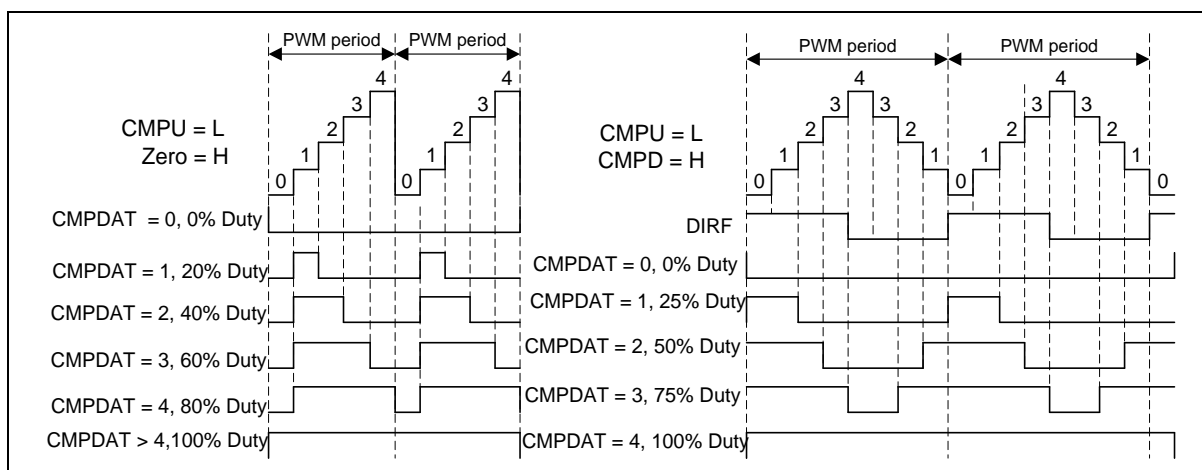 PWM period
PWM period
4
4
3
3
CMPU = L
2
2
Zero = H
1
1
0
0
CMPDAT = 0, 0% Duty
CMPDAT = 1, 20% Duty
CMPDAT = 2, 40% Duty
CMPDAT = 3, 60% Duty
CMPDAT = 4, 80% Duty
CMPDAT > 4,100% Duty
PWM period
PWM period
4
4
3
3
3
3
CMPU = L
2
2
2
2
CMPD = H
1
1
1
1
0
0
0
DIRF
CMPDAT = 0, 0% Duty
CMPDAT = 1, 25% Duty
CMPDAT = 2, 50% Duty
CMPDAT = 3, 75% Duty
CMPDAT = 4, 100% Duty